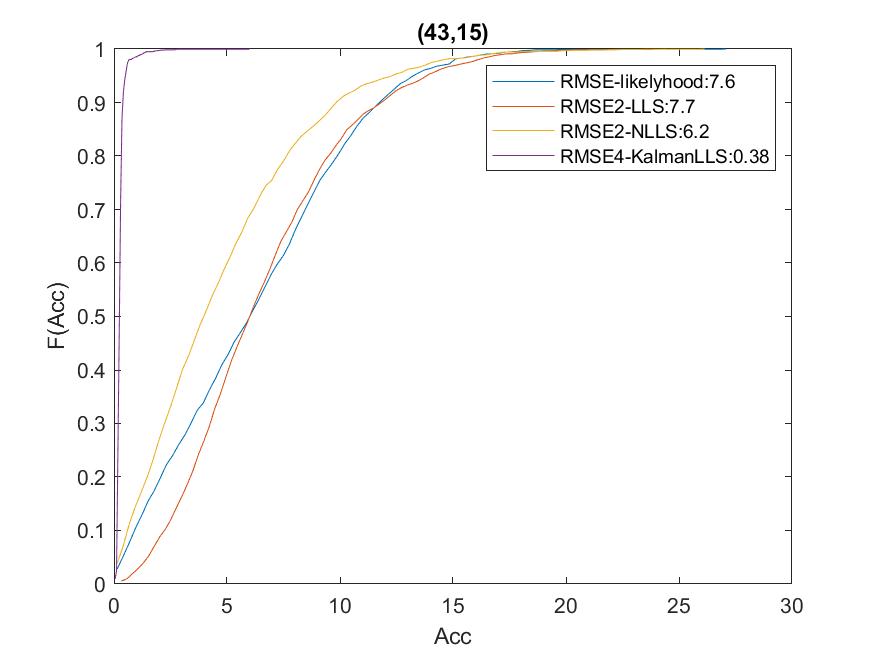 (43,15)
1
0.9
0.8
0.7
0.6
0.5
0.4
0.3
0.2
0.1
0
F(Acc)
RMSE-likelyhood:7.6
RMSE2-LLS:7.7
RMSE2-NLLS:6.2
RMSE4-KalmanLLS:0.38
0 5 10 15 20 25 30
Acc